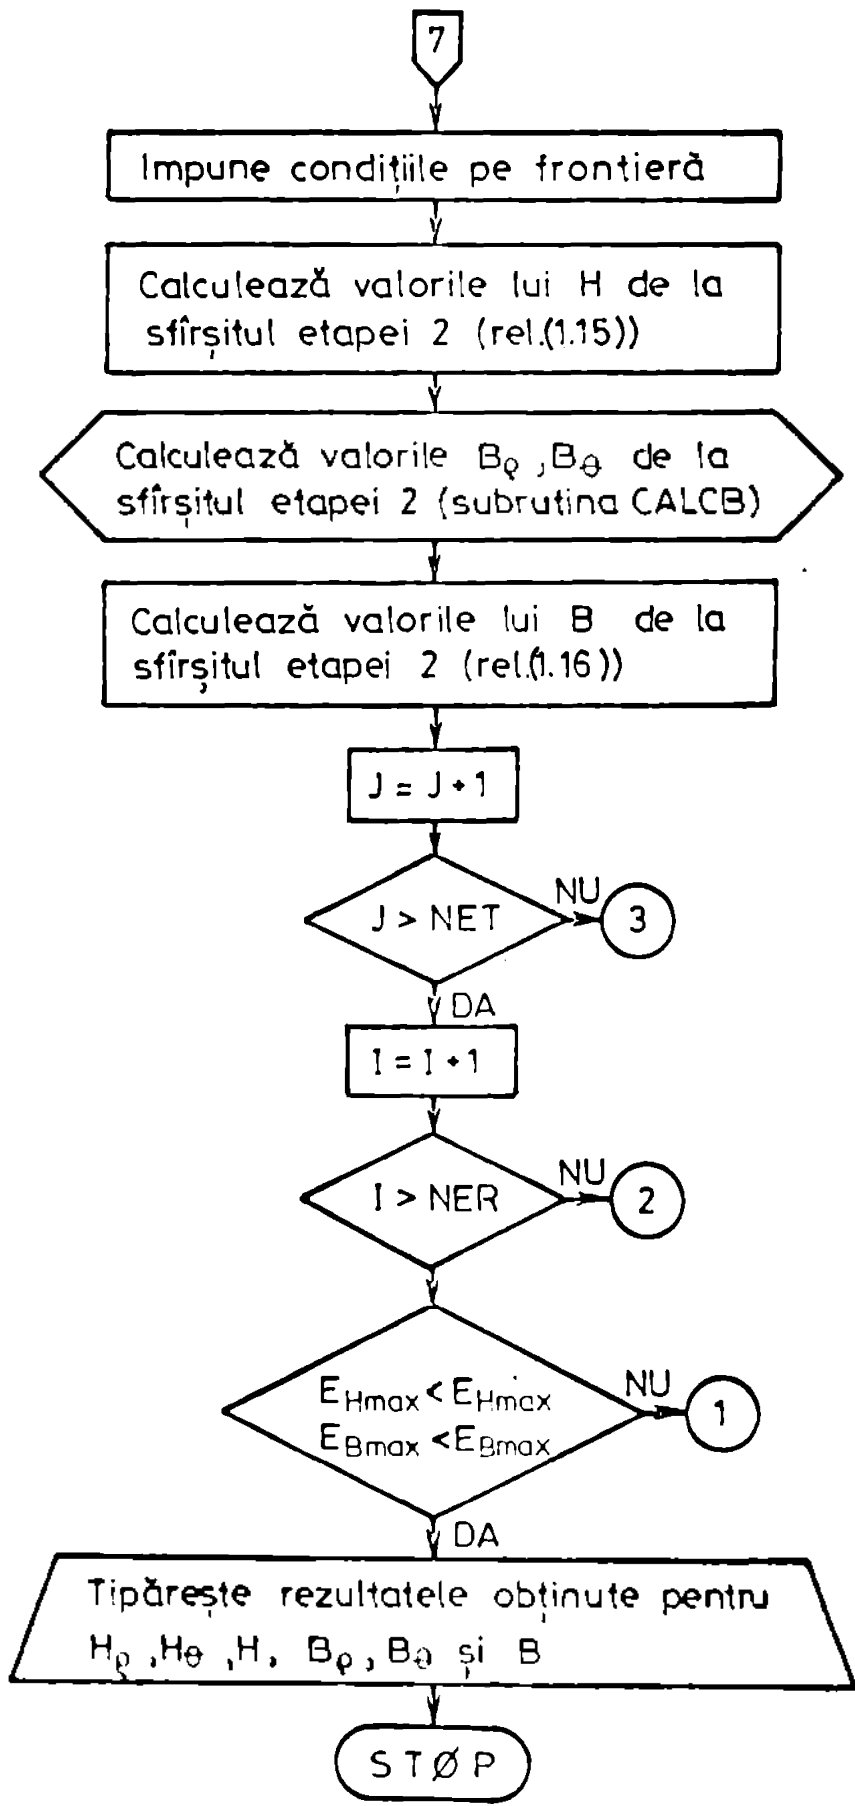 7
Impune condițiile pe frontieră
Calculează valorile lui H de la
sfîrșitul etapei 2 (rel.(1.15))
Calculează valorile Bρ ,Bθ de la
sfîrșitul etapei 2 (subrutina CALCB)
Calculează valorile lui B de la
sfîrșitul etapei 2 (rel.(1.16))
J = J + 1
J > NET
NU
3
DA
I = I + 1
I > NER
NU
2
EHmax < EHmax
EBmax < EBmax
NU
1
DA
Tipărește rezultatele obținute pentru
Hρ ,Hθ ,H, Bρ, Bθ și B
STØP